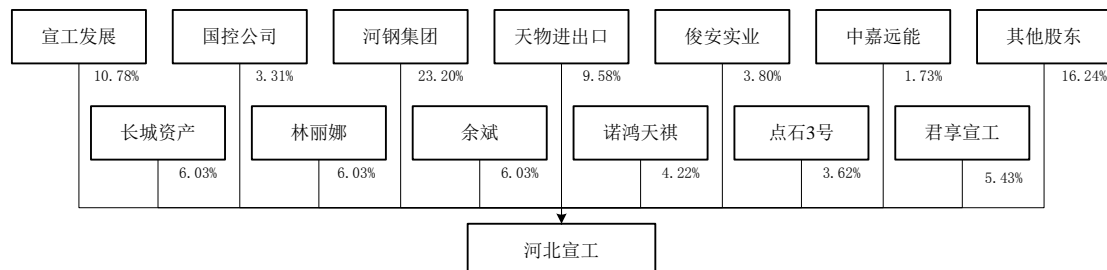 宣工发展 国控公司 河钢集团 天物进出口 俊安实业 中嘉远能 其他股东
10.78% 3.31% 23.20% 9.58% 3.80% 1.73% 16.24%
长城资产 林丽娜 余斌 诺鸿天祺 点石3号 君享宣工
6.03% 6.03% 6.03% 4.22% 3.62% 5.43%
河北宣工